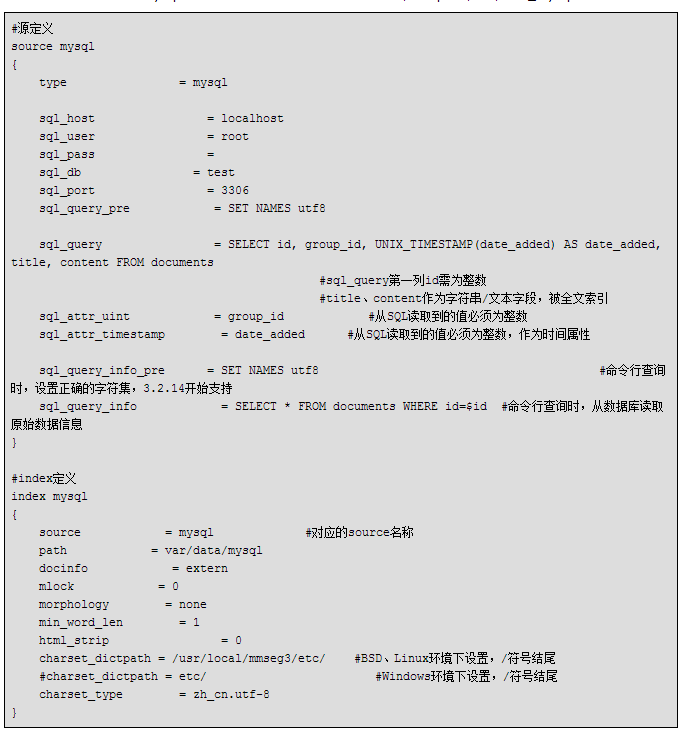 #源定义
source mysql
{
type = mysql
sql_host = localhost
sql_user = root
sql_pass =
sql_db = test
sql_port = 3306
sql_query_pre = SET NAMES utf8
sql_query = SELECT id, group_id, UNIX_TIMESTAMP(date_added) AS date_added,
title, content FROM documents
#sql_query第一列id需为整数
#title、content作为字符串/文本字段，被全文索引
sql_attr_uint = group_id #从SQL读取到的值必须为整数
sql_attr_timestamp = date_added #从SQL读取到的值必须为整数，作为时间属性
sql_query_info_pre = SET NAMES utf8 #命令行查询
时，设置正确的字符集，3.2.14开始支持
sql_query_info = SELECT * FROM documents WHERE id=$id #命令行查询时，从数据库读取
原始数据信息
}
#index定义
index mysql
{
source = mysql #对应的source名称
path = var/data/mysql
docinfo = extern
mlock = 0
morphology = none
min_word_len = 1
html_strip = 0
charset_dictpath = /usr/local/mmseg3/etc/ #BSD、Linux环境下设置，/符号结尾
#charset_dictpath = etc/ #Windows环境下设置，/符号结尾
charset_type = zh_cn.utf-8
}